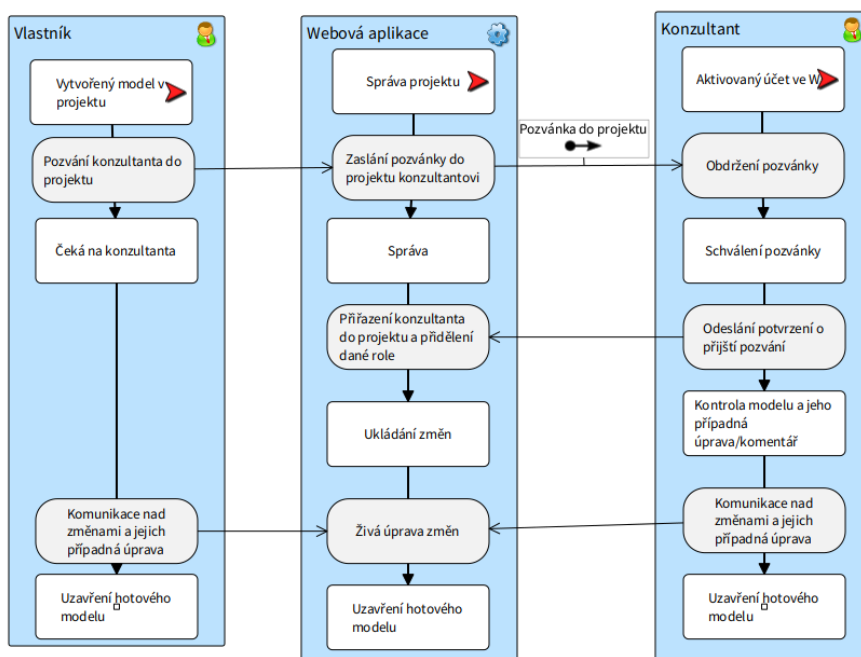 Vlastník
Vytvořený model v
projektu
Pozvání konzultanta do
projektu
Čeká na konzultanta
Komunikace nad
změnami a jejich
případná úprava
Uzavření hotového
modelu
Webová aplikace
Správa projektu
Zaslání pozvánky do
projektu konzultantovi
Správa
Přiřazení konzultanta
do projektu a přidělení
dané role
Ukládání změn
Živá úprava změn
Uzavření hotového
modelu
Pozvánka do projektu
Konzultant
Aktivovaný účet ve W
Obdržení pozvánky
Schválení pozvánky
Odeslání potvrzení o
přijští pozvání
Kontrola modelu a jeho
případná
úprava/komentář
Komunikace nad
změnami a jejich
případná úprava
Uzavření hotového
modelu